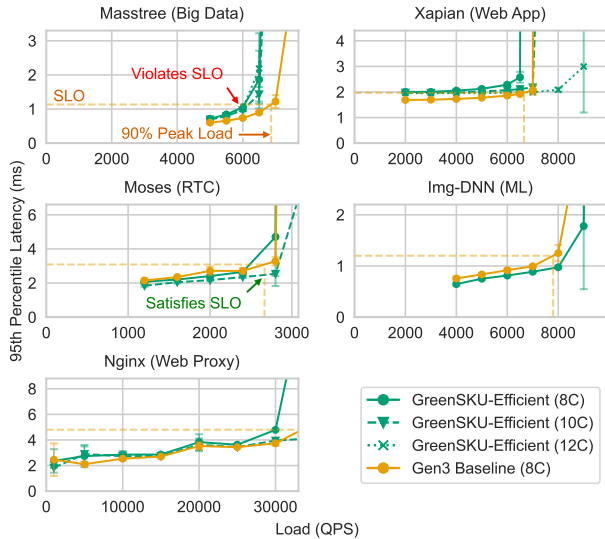 Masstree (Big Data)
Xapian (Web App)
3
2
1
0
Violates SLO
SLO
90% Peak Load
0 2000 4000 6000
4
2
0
0 2000 4000 6000 8000
Moses (RTC)
Img-DNN (ML)
6
4
2
0
Satisfies SLO
0 1000 2000 3000
2
1
0
0 2000 4000 6000 8000
Nginx (Web Proxy)
8
6
4
2
0
0 10000 20000 30000
95th Percentile Latency (ms)
Load (QPS)
GreenSKU-Efficient (8C)
GreenSKU-Efficient (10C)
GreenSKU-Efficient (12C)
Gen3 Baseline (8C)